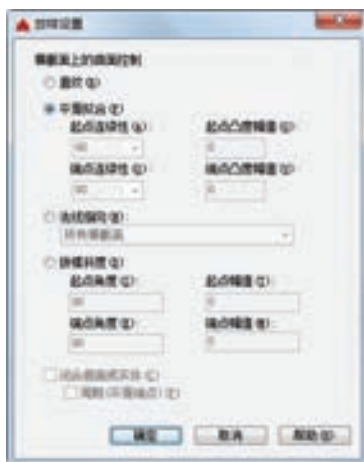 放样设置
横截面上的曲面控制
直纹(R)
平滑拟合(F)
起点连续性(S):
起点凸度幅值(U):
端点连续性(D):
端点凸度幅值(I):
法线指向(N):
所有横截面
拔模斜度(T)
起点角度
起点幅值
端点角度
端点幅值
闭合曲面或实体(C)
周期(平滑端点)
确定
取消
帮助(H)